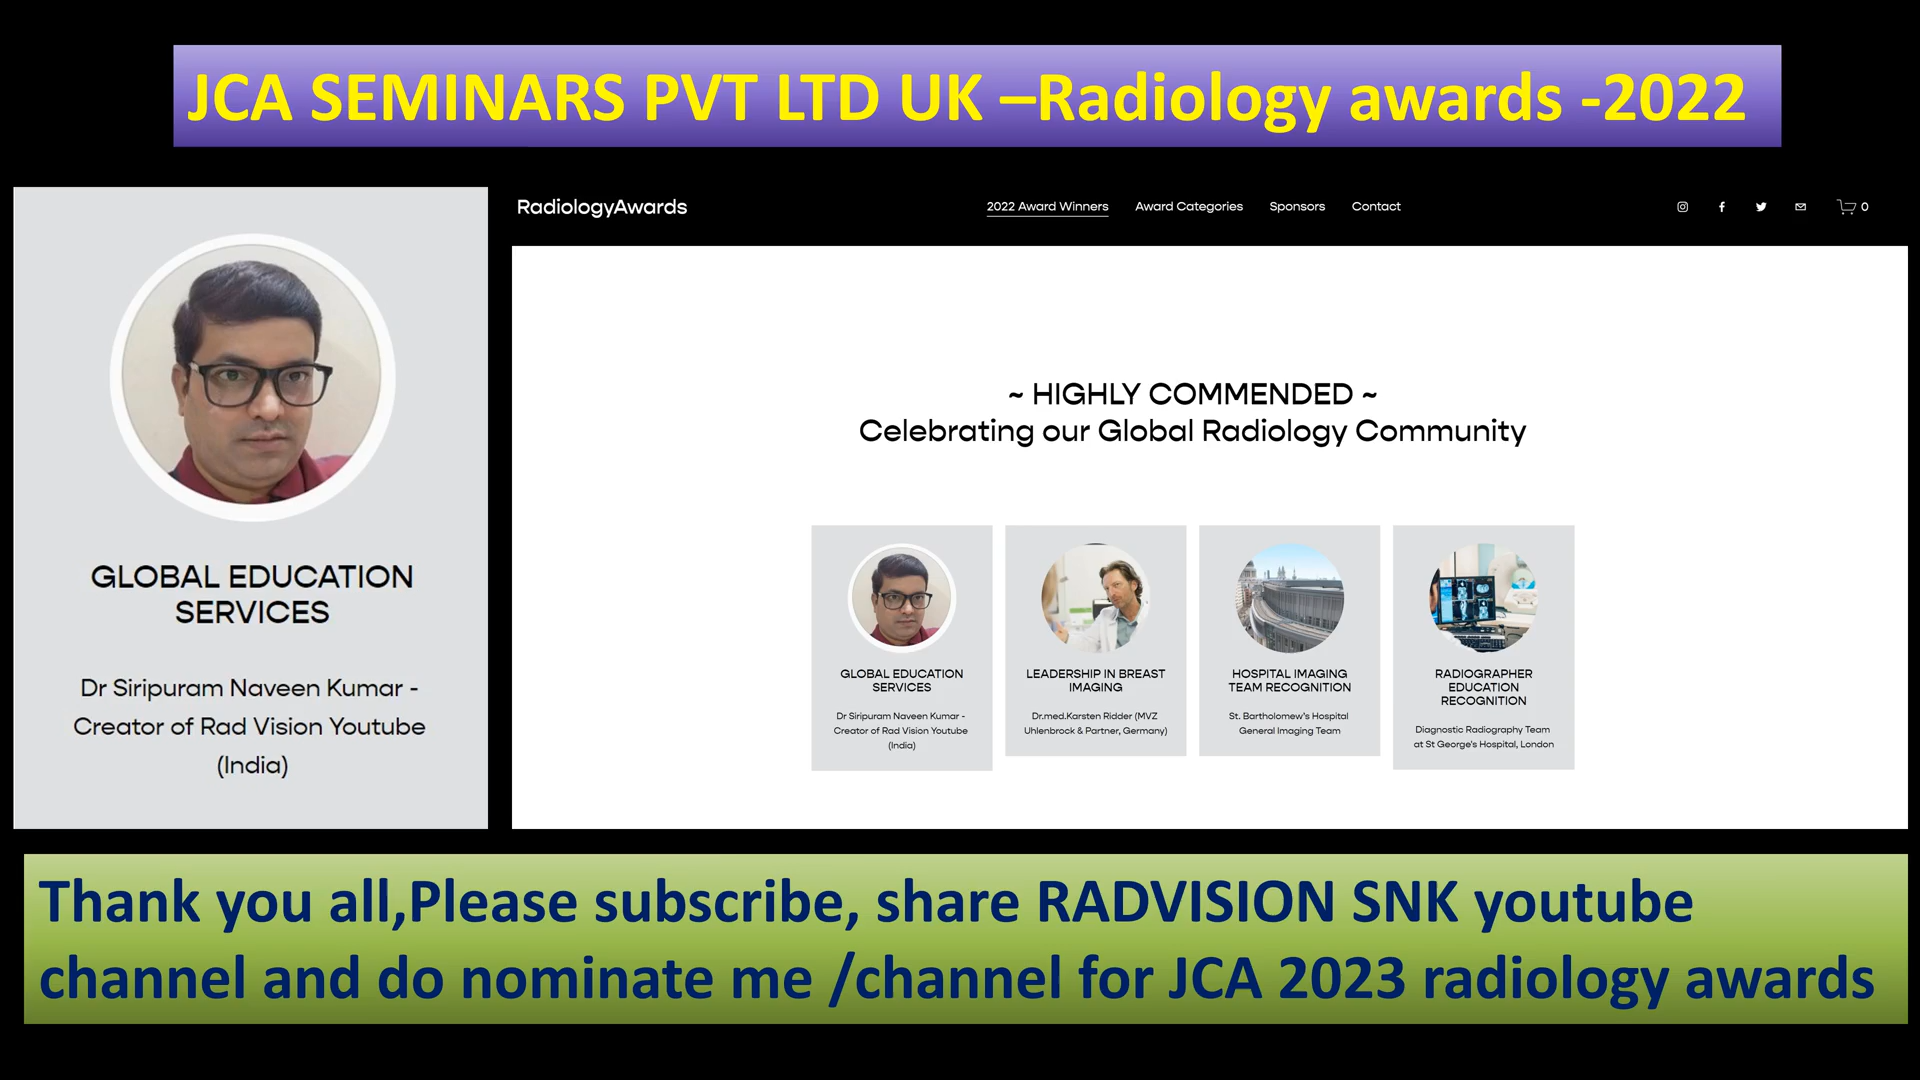 JCA SEMINARS PVT LTD UK –Radiology awards -2022
GLOBAL EDUCATION
SERVICES
Dr Siripuram Naveen Kumar -
Creator of Rad Vision Youtube
(India)
RadiologyAwards
2022 Award Winners
Award Categories
Sponsors
Contact
0
~ HIGHLY COMMENDED ~
Celebrating our Global Radiology Community
GLOBAL EDUCATION
SERVICES
Dr Siripuram Naveen Kumar -
Creator of Rad Vision Youtube
(India)
LEADERSHIP IN BREAST
IMAGING
Dr.med.Karsten Ridder (MVZ
Uhlenbrock & Partner, Germany)
HOSPITAL IMAGING
TEAM RECOGNITION
St. Bartholomew's Hospital
General Imaging Team
RADIOGRAPHER
EDUCATION
RECOGNITION
Diagnostic Radiography Team
at St George's Hospital, London
Thank you all,Please subscribe, share RADVISION SNK youtube
channel and do nominate me /channel for JCA 2023 radiology awards